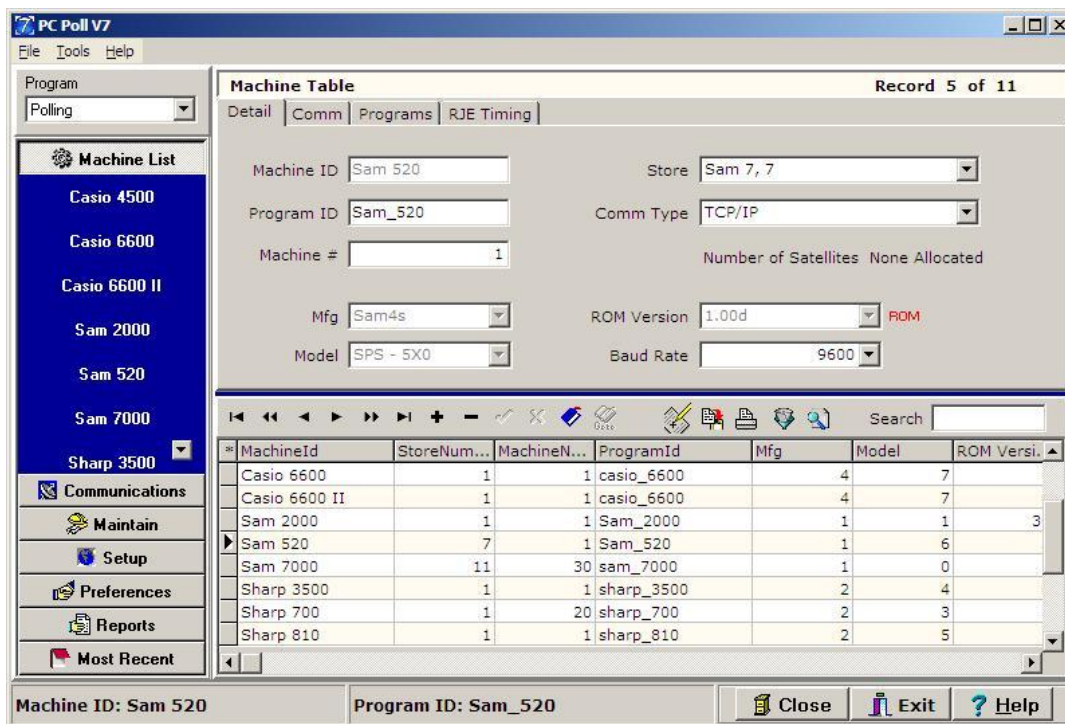 PC Poll V7
File Tools Help
Program
Polling
Machine List
Casio 4500
Casio 6600
Casio 6600 II
Sam 2000
Sam 520
Sam 7000
Sharp 3500
Communications
Maintain
Setup
Preferences
Reports
Most Recent
Machine Table Record 5 of 11
Detail Comm Programs RJE Timing
Machine ID Sam 520 Store Sam 7, 7
Program ID Sam_520 Comm Type TCP/IP
Machine # 1 Number of Satellites None Allocated
Mfg Sam4s ROM Version 1.00d ROM
Model SPS - 5X0 Baud Rate 9600
Search
* MachineId StoreNum... MachineN... ProgramId Mfg Model ROM Versi.
Casio 6600 1 1 casio_6600 4 7
Casio 6600 II 1 1 casio_6600 4 7
Sam 2000 1 1 Sam_2000 1 1 3
Sam 520 7 1 Sam_520 1 6
Sam 7000 11 30 sam_7000 1 0
Sharp 3500 1 1 sharp_3500 2 4
Sharp 700 1 20 sharp_700 2 3
Sharp 810 1 1 sharp_810 2 5
Machine ID: Sam 520 Program ID: Sam_520 Close Exit ? Help